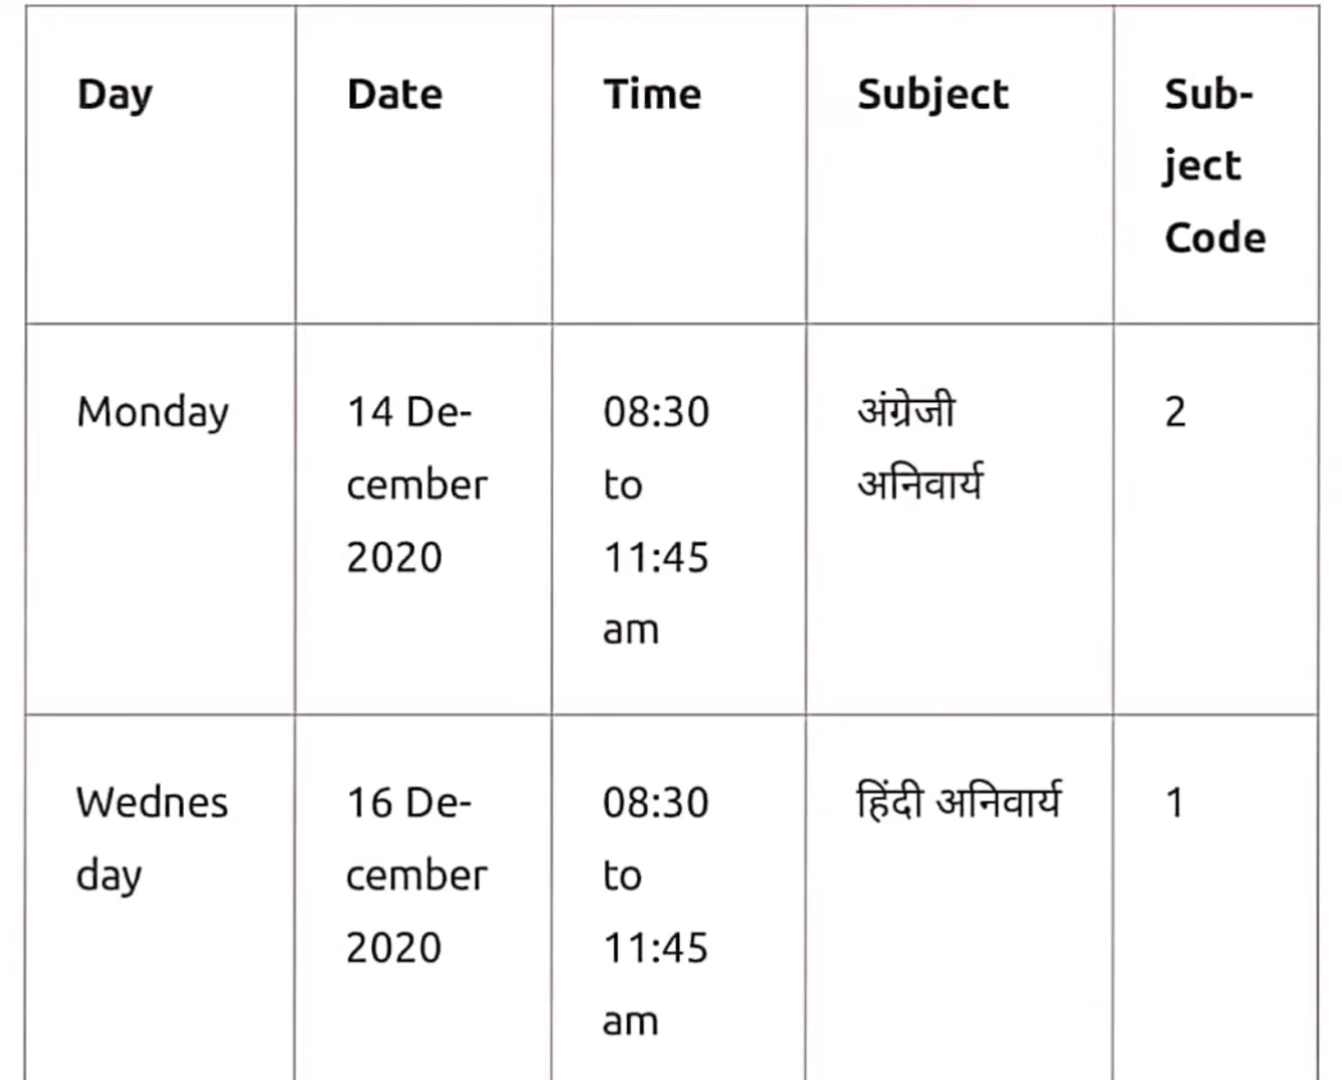 Day
Date
Time
Subject
Sub-
ject
Code
Monday
14 De-
cember
2020
08:30
to
11:45
am
अंग्रेजी
अनिवार्य
2
Wednes
day
16 De-
cember
2020
08:30
to
11:45
am
हिंदी अनिवार्य
1